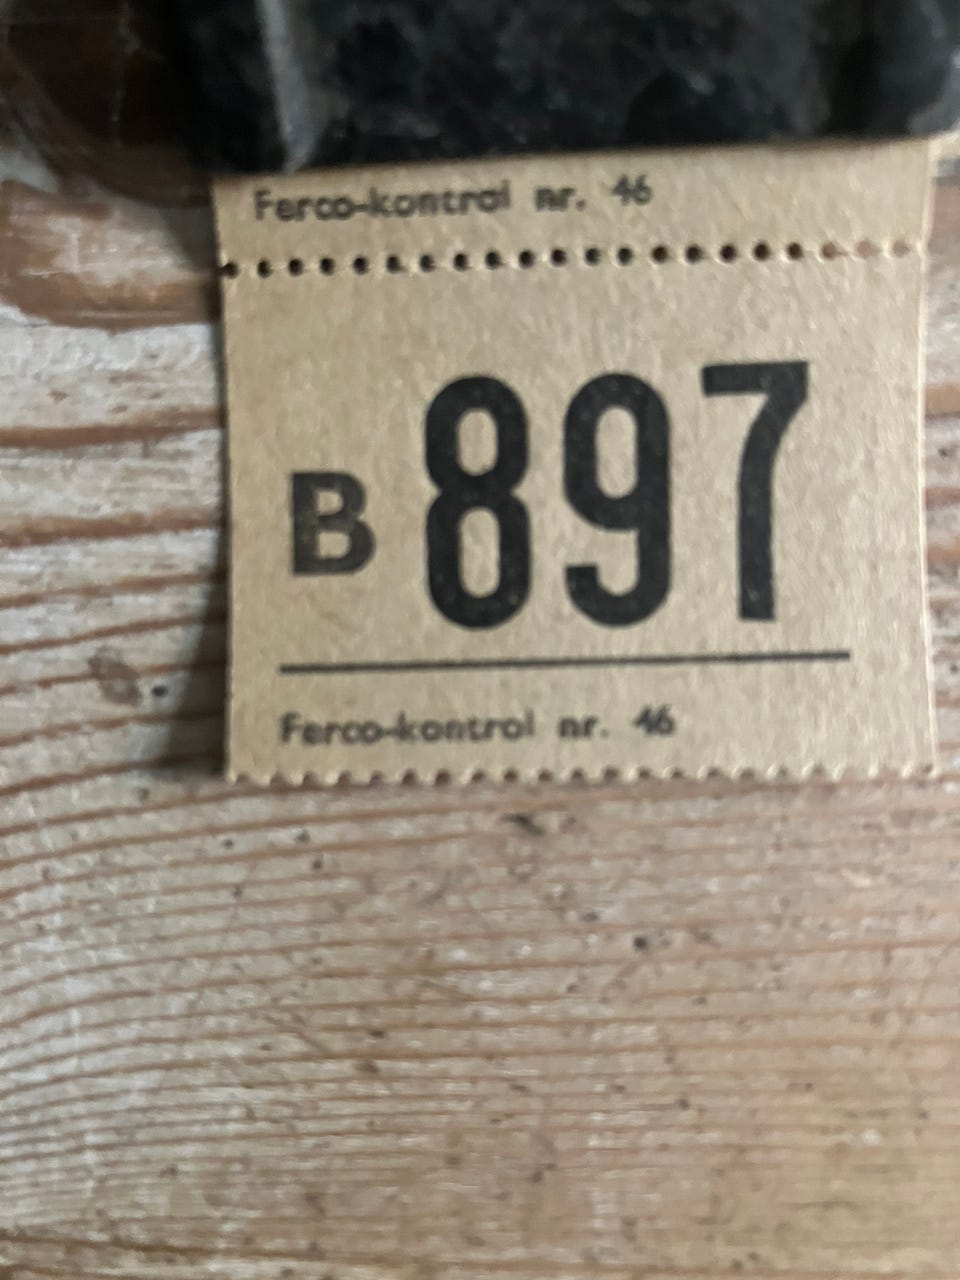 Ferco-kontrol nr. 46
B 897
Ferco-kontrol nr. 46